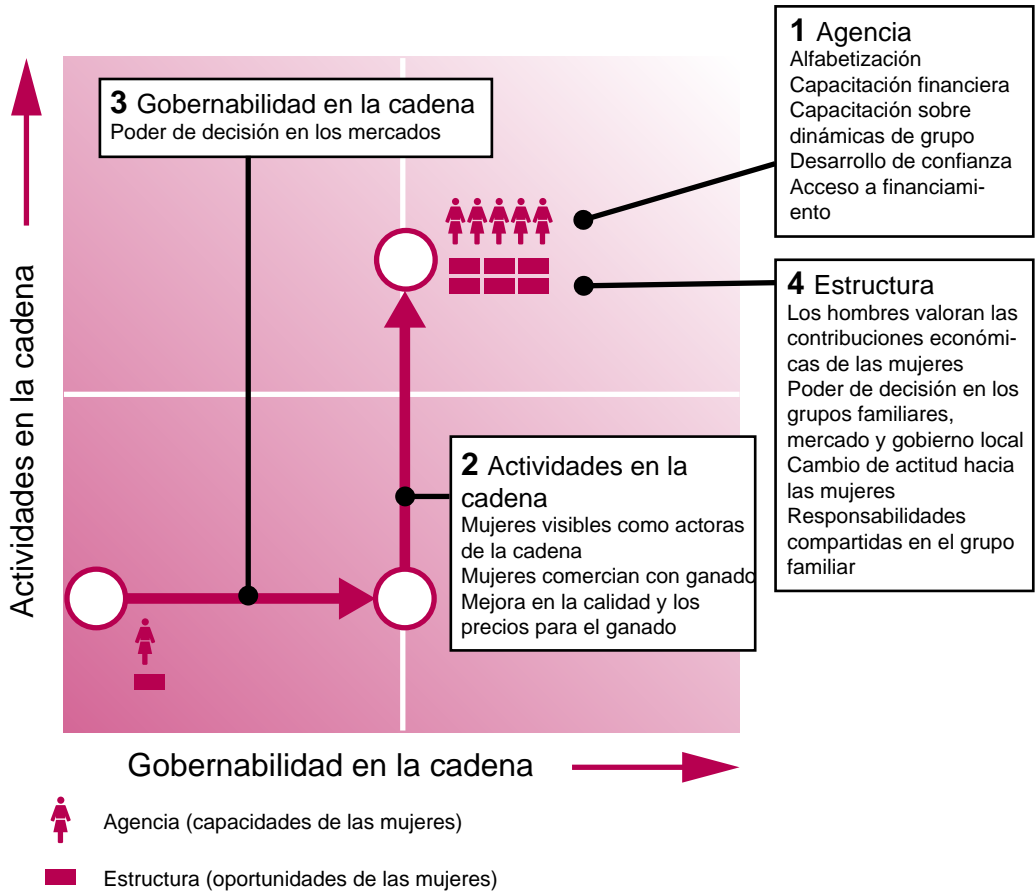 1 Agencia
Alfabetización
Capacitación financiera
Capacitación sobre
dinámicas de grupo
Desarrollo de confianza
Acceso a financiami-
ento
3 Gobernabilidad en la cadena
Poder de decisión en los mercados
4 Estructura
Los hombres valoran las
contribuciones económi-
cas de las mujeres
Poder de decisión en los
grupos familiares,
mercado y gobierno local
Cambio de actitud hacia
las mujeres
Responsabilidades
compartidas en el grupo
familiar
2 Actividades en la
cadena
Mujeres visibles como actoras
de la cadena
Mujeres comercian con ganado
Mejora en la calidad y los
precios para el ganado
Actividades en la cadena
Gobernabilidad en la cadena
Agencia (capacidades de las mujeres)
Estructura (oportunidades de las mujeres)